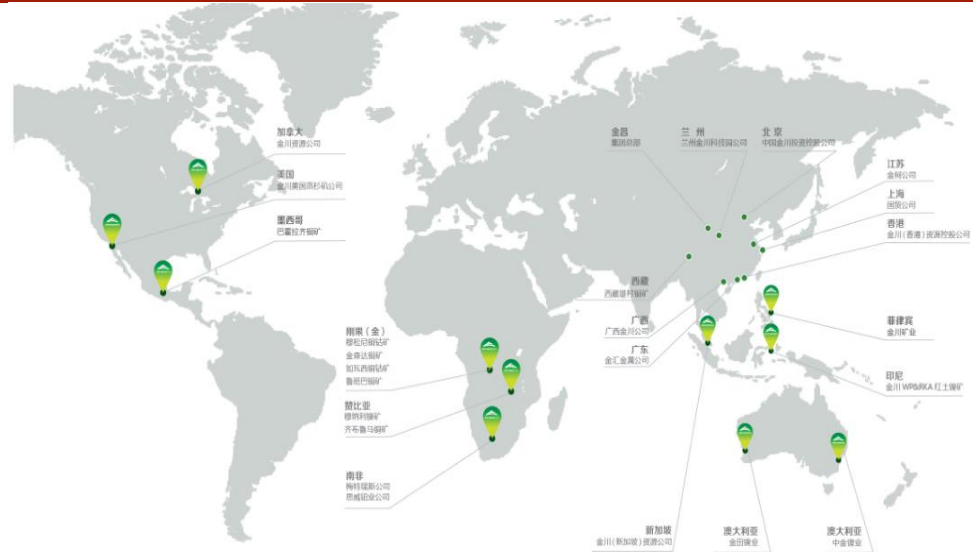 加拿大
金川资源公司
美国
金川美国洛杉矶公司
墨西哥
巴霍拉齐铜矿
刚果（金）
穆松尼铜钴矿
金森达铜矿
如瓦西铜钴矿
鲁班巴铜矿
赞比亚
穆纳利镍矿
齐布鲁马铜矿
南非
梅特瑞斯公司
思威铂业公司
金昌
集团总部
兰 州
兰州金川科技园公司
北 京
中国金川投资控股公司
江苏
金轲公司
上海
国贸公司
香港
金川（香港）资源控股公司
西藏
西藏雄村铜矿
广西
广西金川公司
广东
金汇金属公司
菲律宾
金川矿业
印尼
金川 WP&RKA 红土镍矿
新加坡
金川（新加坡）资源公司
澳大利亚
金田镍业
澳大利亚
中金镍业